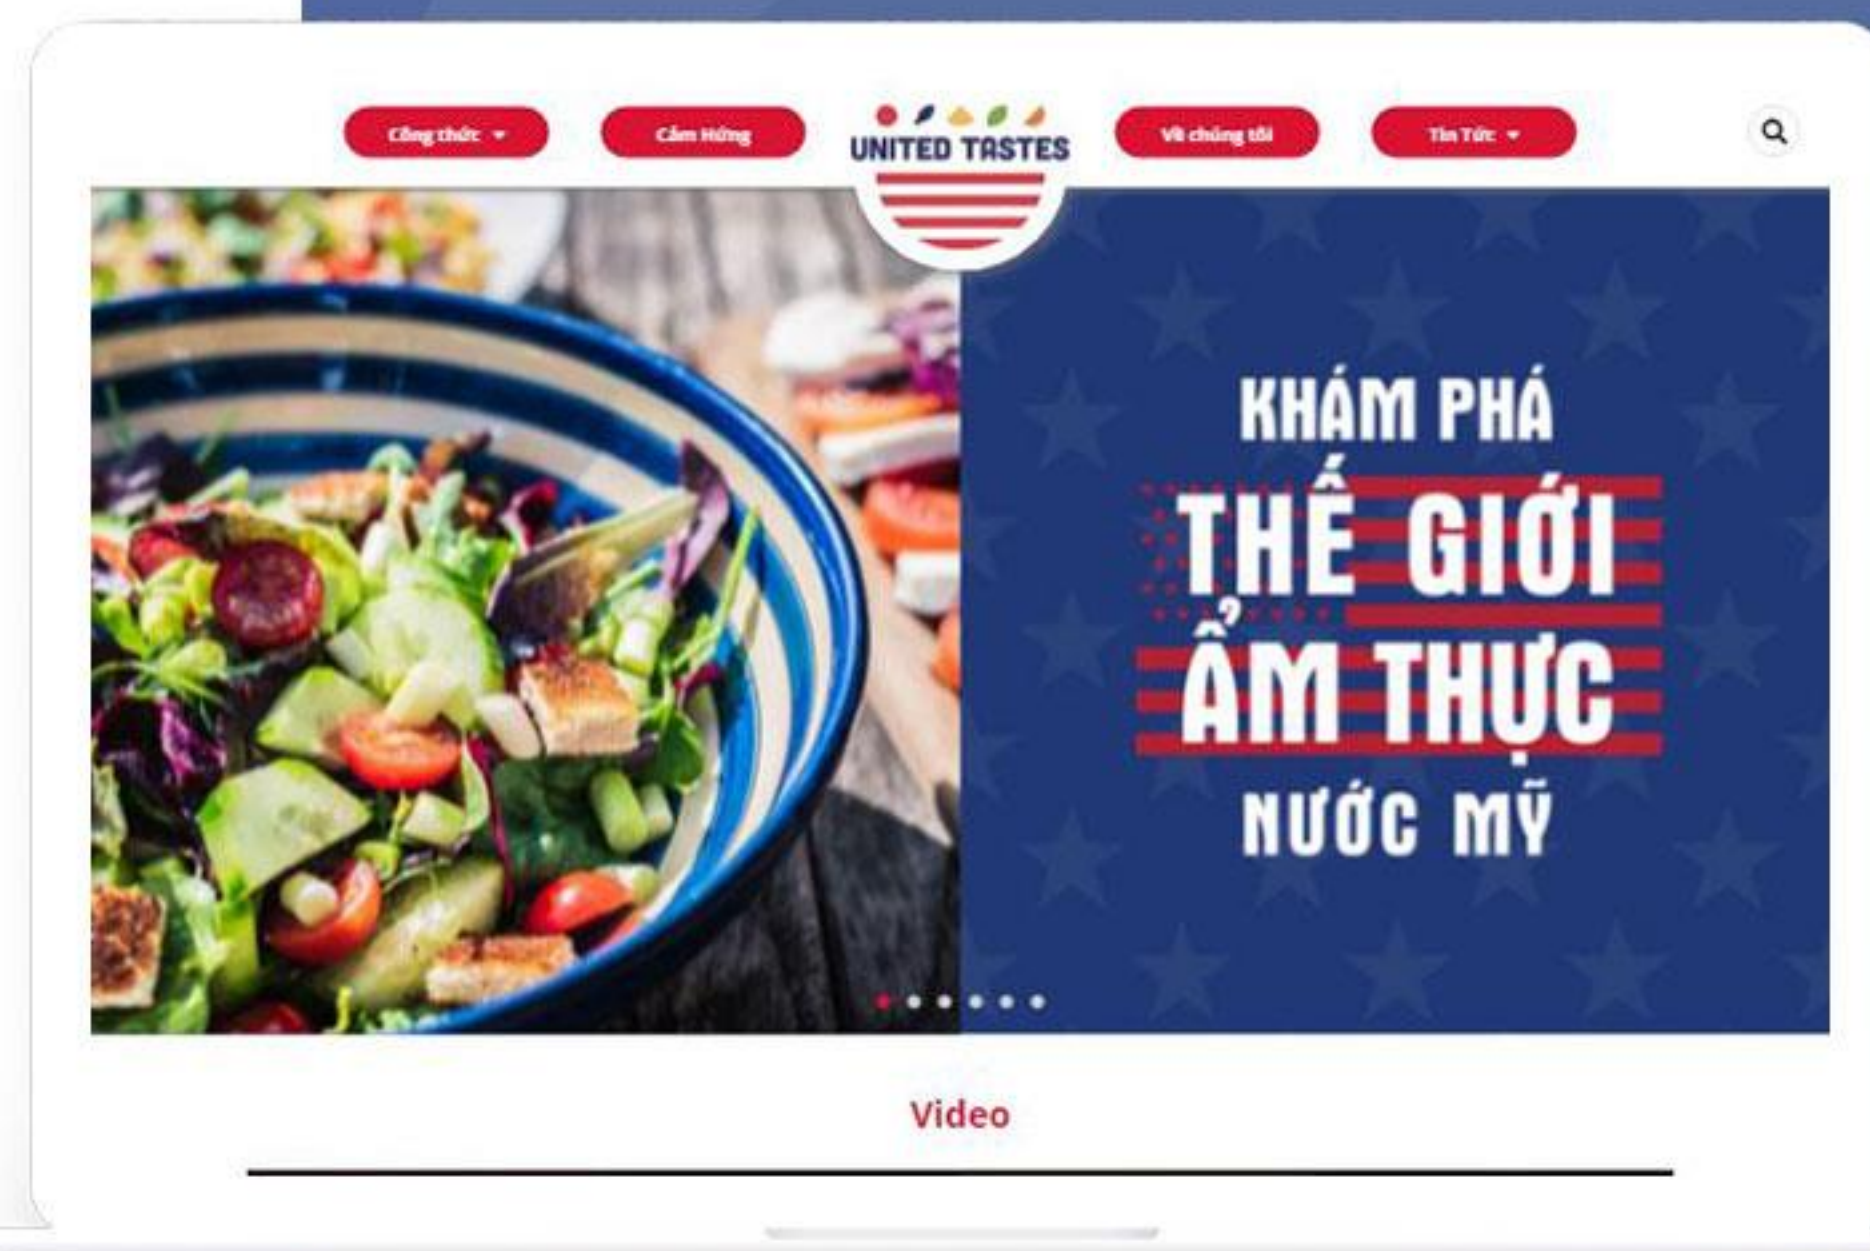 Công thức
Cảm Hứng
UNITED TASTES
Về chúng tôi
Tin Tức
KHÁM PHÁ
THẾ GIỚI
ẨM THỰC
NƯỚC MỸ
Video